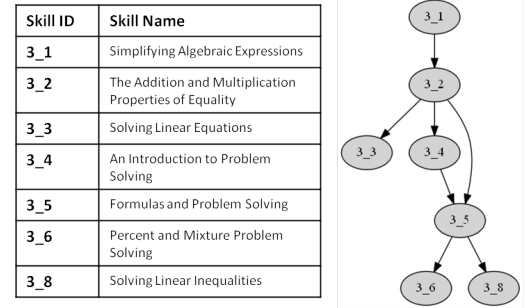 Skill ID Skill Name
3_1 Simplifying Algebraic Expressions
3_2 The Addition and Multiplication
Properties of Equality
3_3 Solving Linear Equations
3_4 An Introduction to Problem
Solving
3_5 Formulas and Problem Solving
3_6 Percent and Mixture Problem
Solving
3_8 Solving Linear Inequalities
3_1
3_2
3_3 3_4
3_5
3_6 3_8